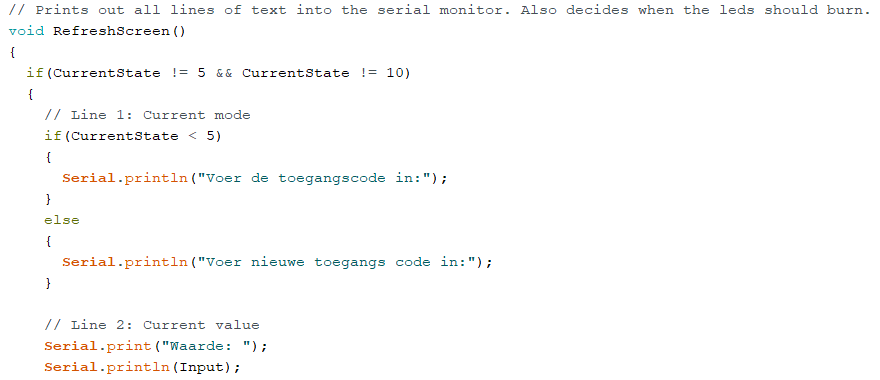 // Prints out all lines of text into the serial monitor. Also decides when the leds should burn.
void RefreshScreen()
{
  if(CurrentState != 5 && CurrentState != 10)
  {
    // Line 1: Current mode
    if(CurrentState < 5)
    {
      Serial.println("Voer de toegangscode in:");
    }
    else
    {
      Serial.println("Voer nieuwe toegangs code in:");
    }

    // Line 2: Current value
    Serial.print("Waarde: ");
    Serial.println(Input);